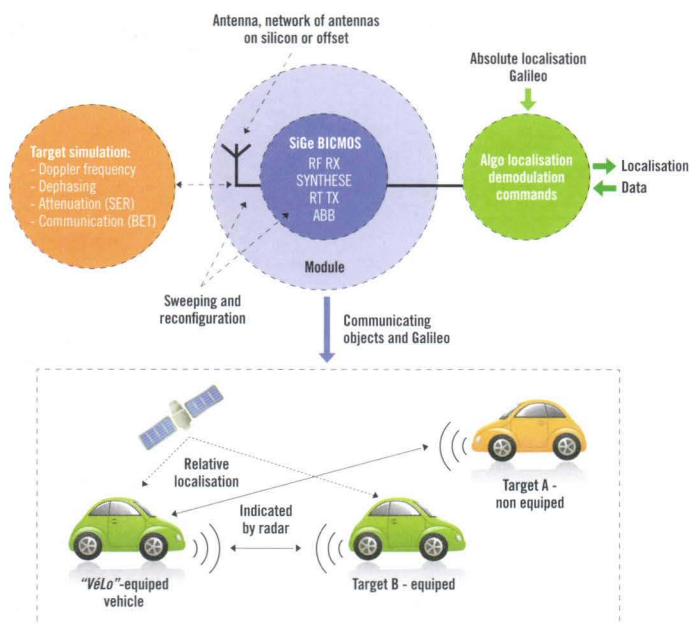 Antenna, network of antennas
on silicon or offset
Absolute localisation
Galileo
Target simulation:
- Doppler frequency
- Dephasing
- Attenuation (SER)
- Communication (BET)
SiGe BICMOS
RF RX
SYNTHESE
RT TX
ABB
Algo localisation
demodulation
commands
Localisation
Data
Module
Sweeping and
reconfiguration
Communicating
objects and Galileo
Relative
localisation
Target A -
non equiped
Indicated
by radar
"VéLo"-equiped
vehicle
Target B - equiped